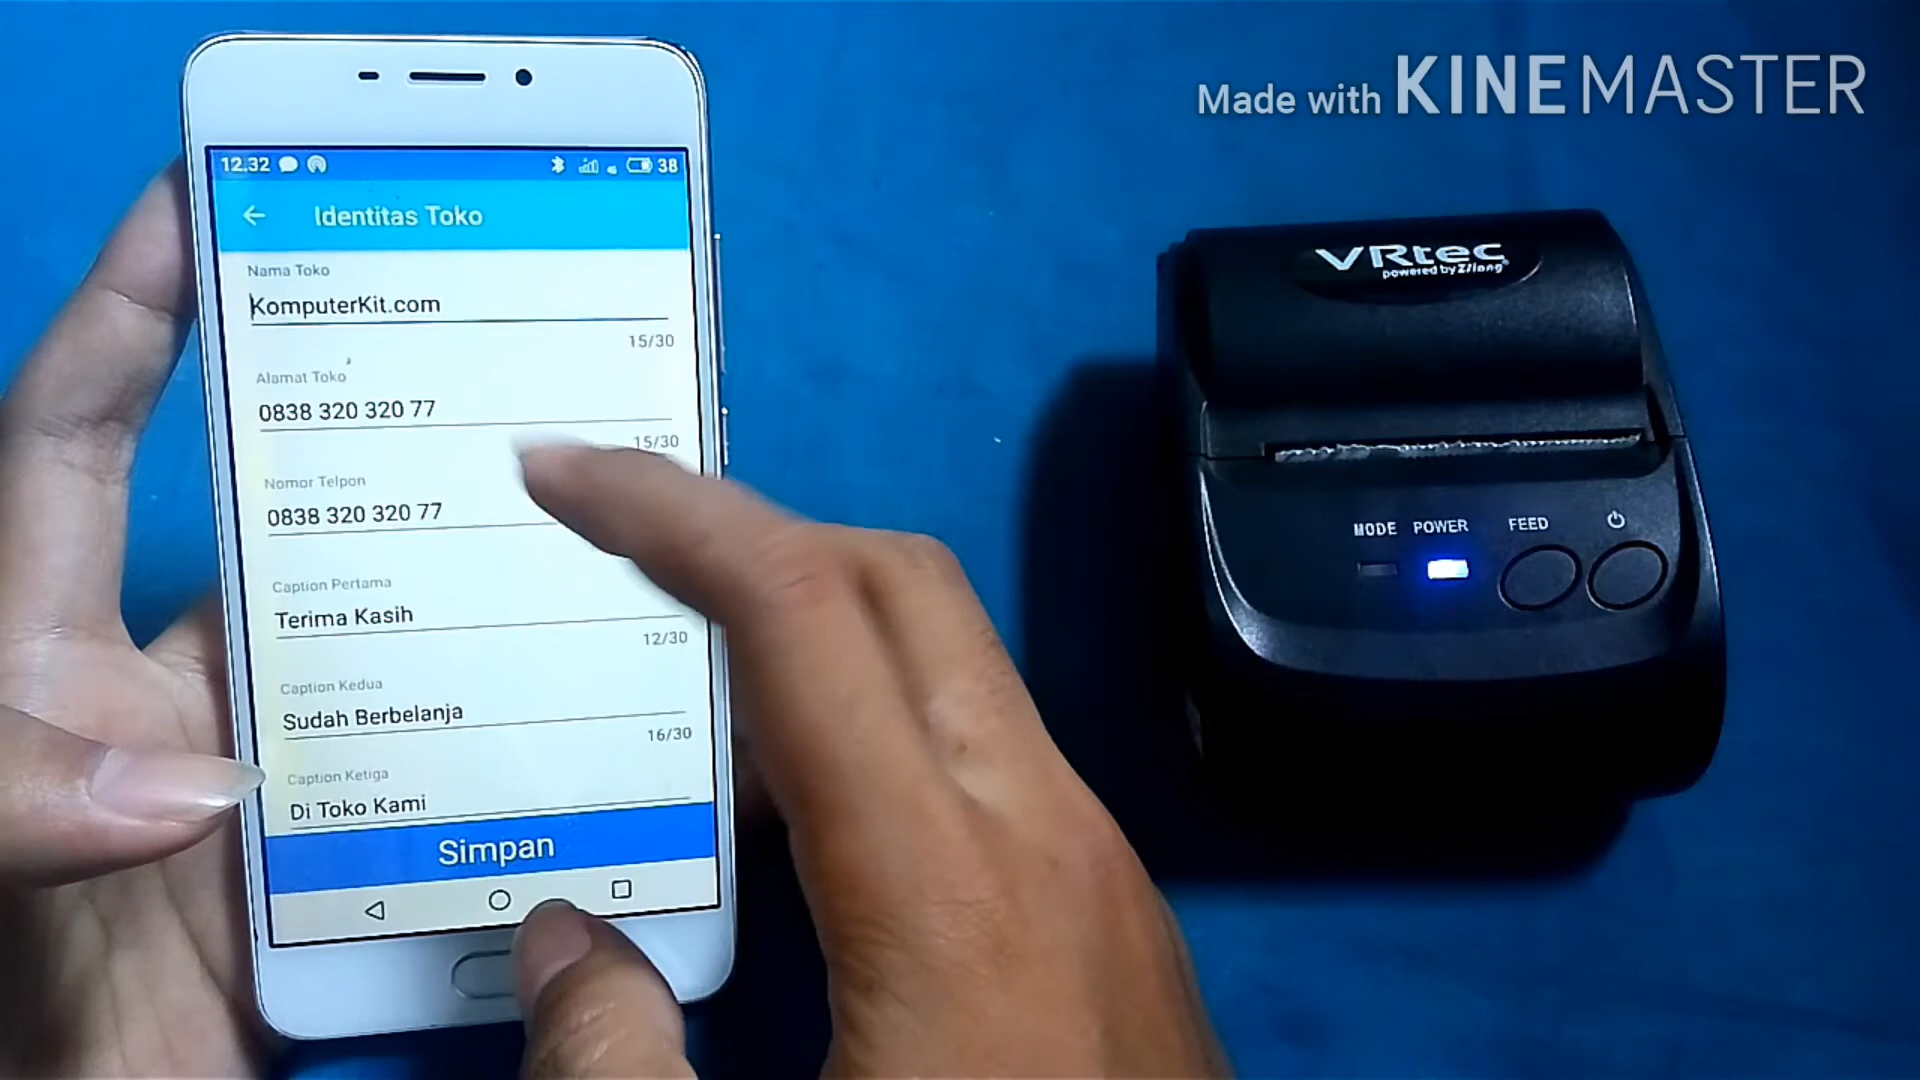 Made with KINEMASTER
12.32
38
Identitas Toko
Nama Toko
KomputerKit.com
15/30
Alamat Toko
0838 320 320 77
15/30
Nomor Telpon
0838 320 320 77
Caption Pertama
Terima Kasih
12/30
Caption Kedua
Sudah Berbelanja
16/30
Caption Ketiga
Di Toko Kami
Simpan
VRtec
powered by Zilong
MODE POWER FEED